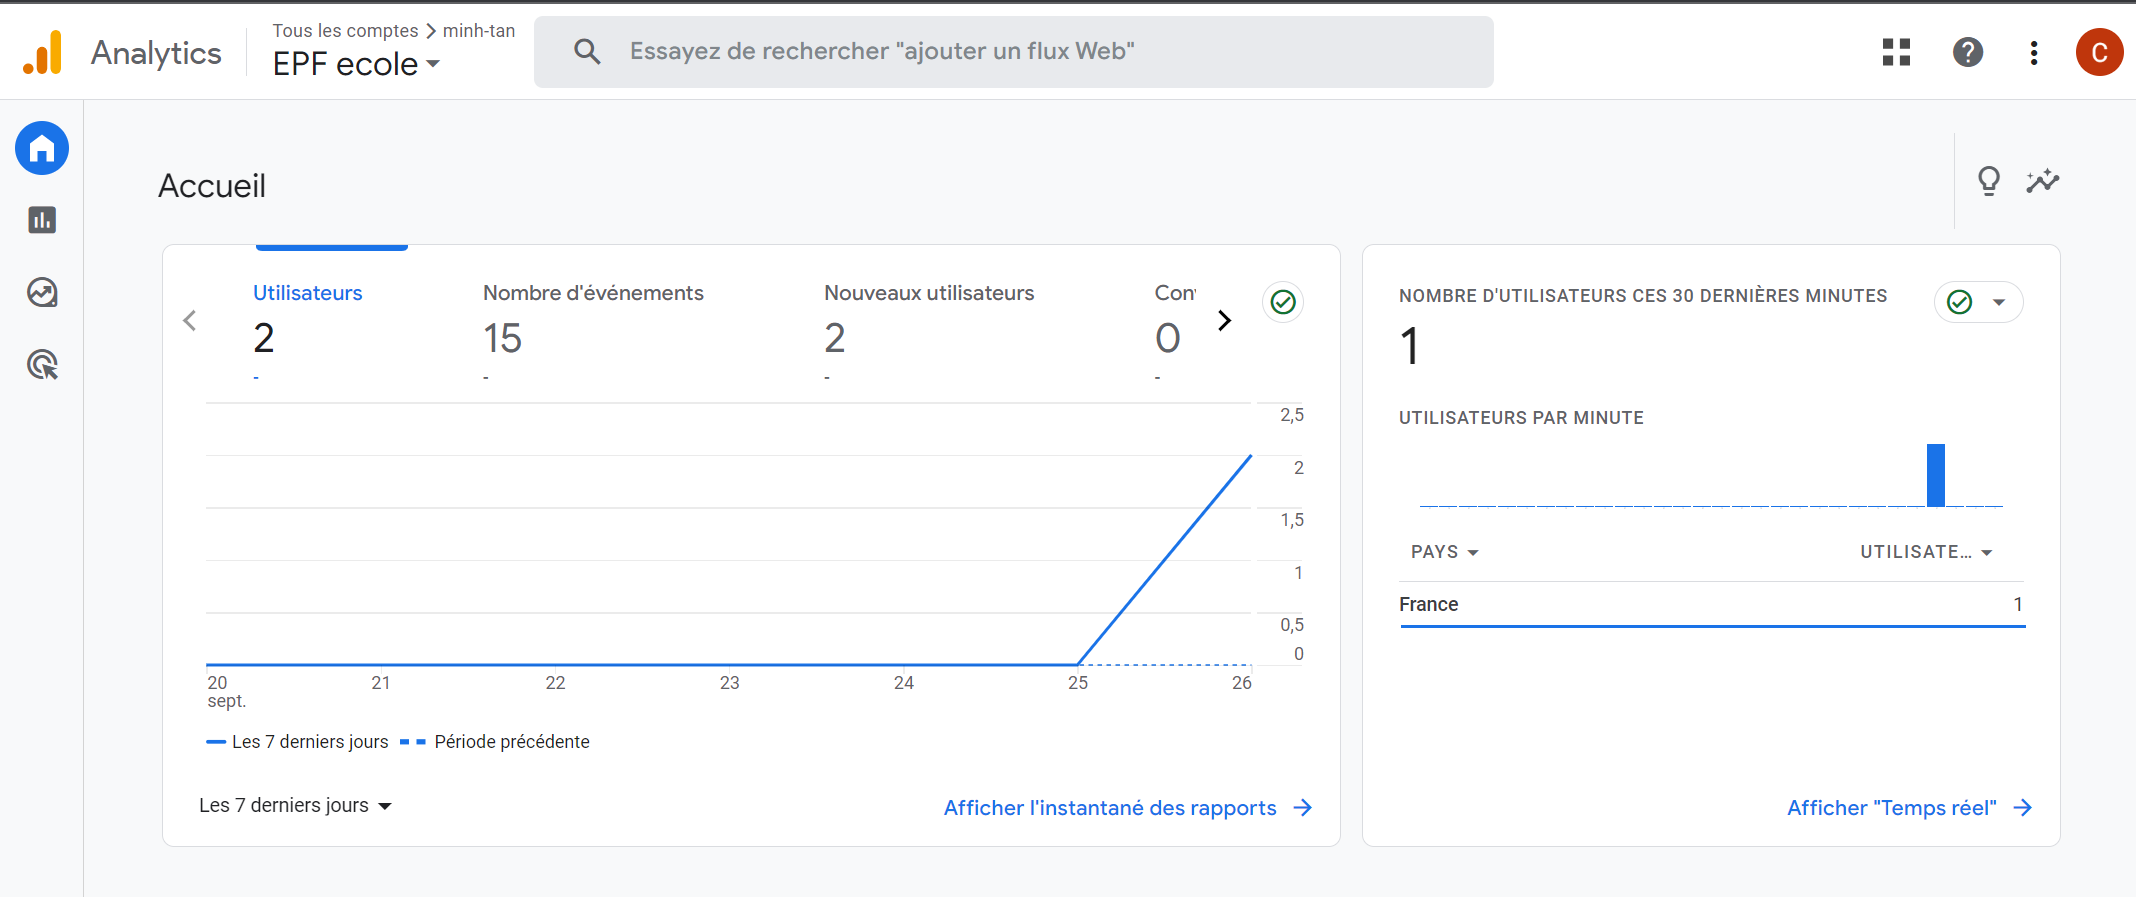 Analytics
Tous les comptes > minh-tan
EPF ecole
Essayez de rechercher "ajouter un flux Web"
C
Accueil
Utilisateurs
2
-
Nombre d'événements
15
-
Nouveaux utilisateurs
2
-
Con
0
-
2,5
2
1,5
1
0,5
0
20 sept.
21
22
23
24
25
26
Les 7 derniers jours
Période précédente
Les 7 derniers jours
Afficher l'instantané des rapports
NOMBRE D'UTILISATEURS CES 30 DERNIÈRES MINUTES
1
UTILISATEURS PAR MINUTE
PAYS
UTILISATE...
France
1
Afficher "Temps réel"